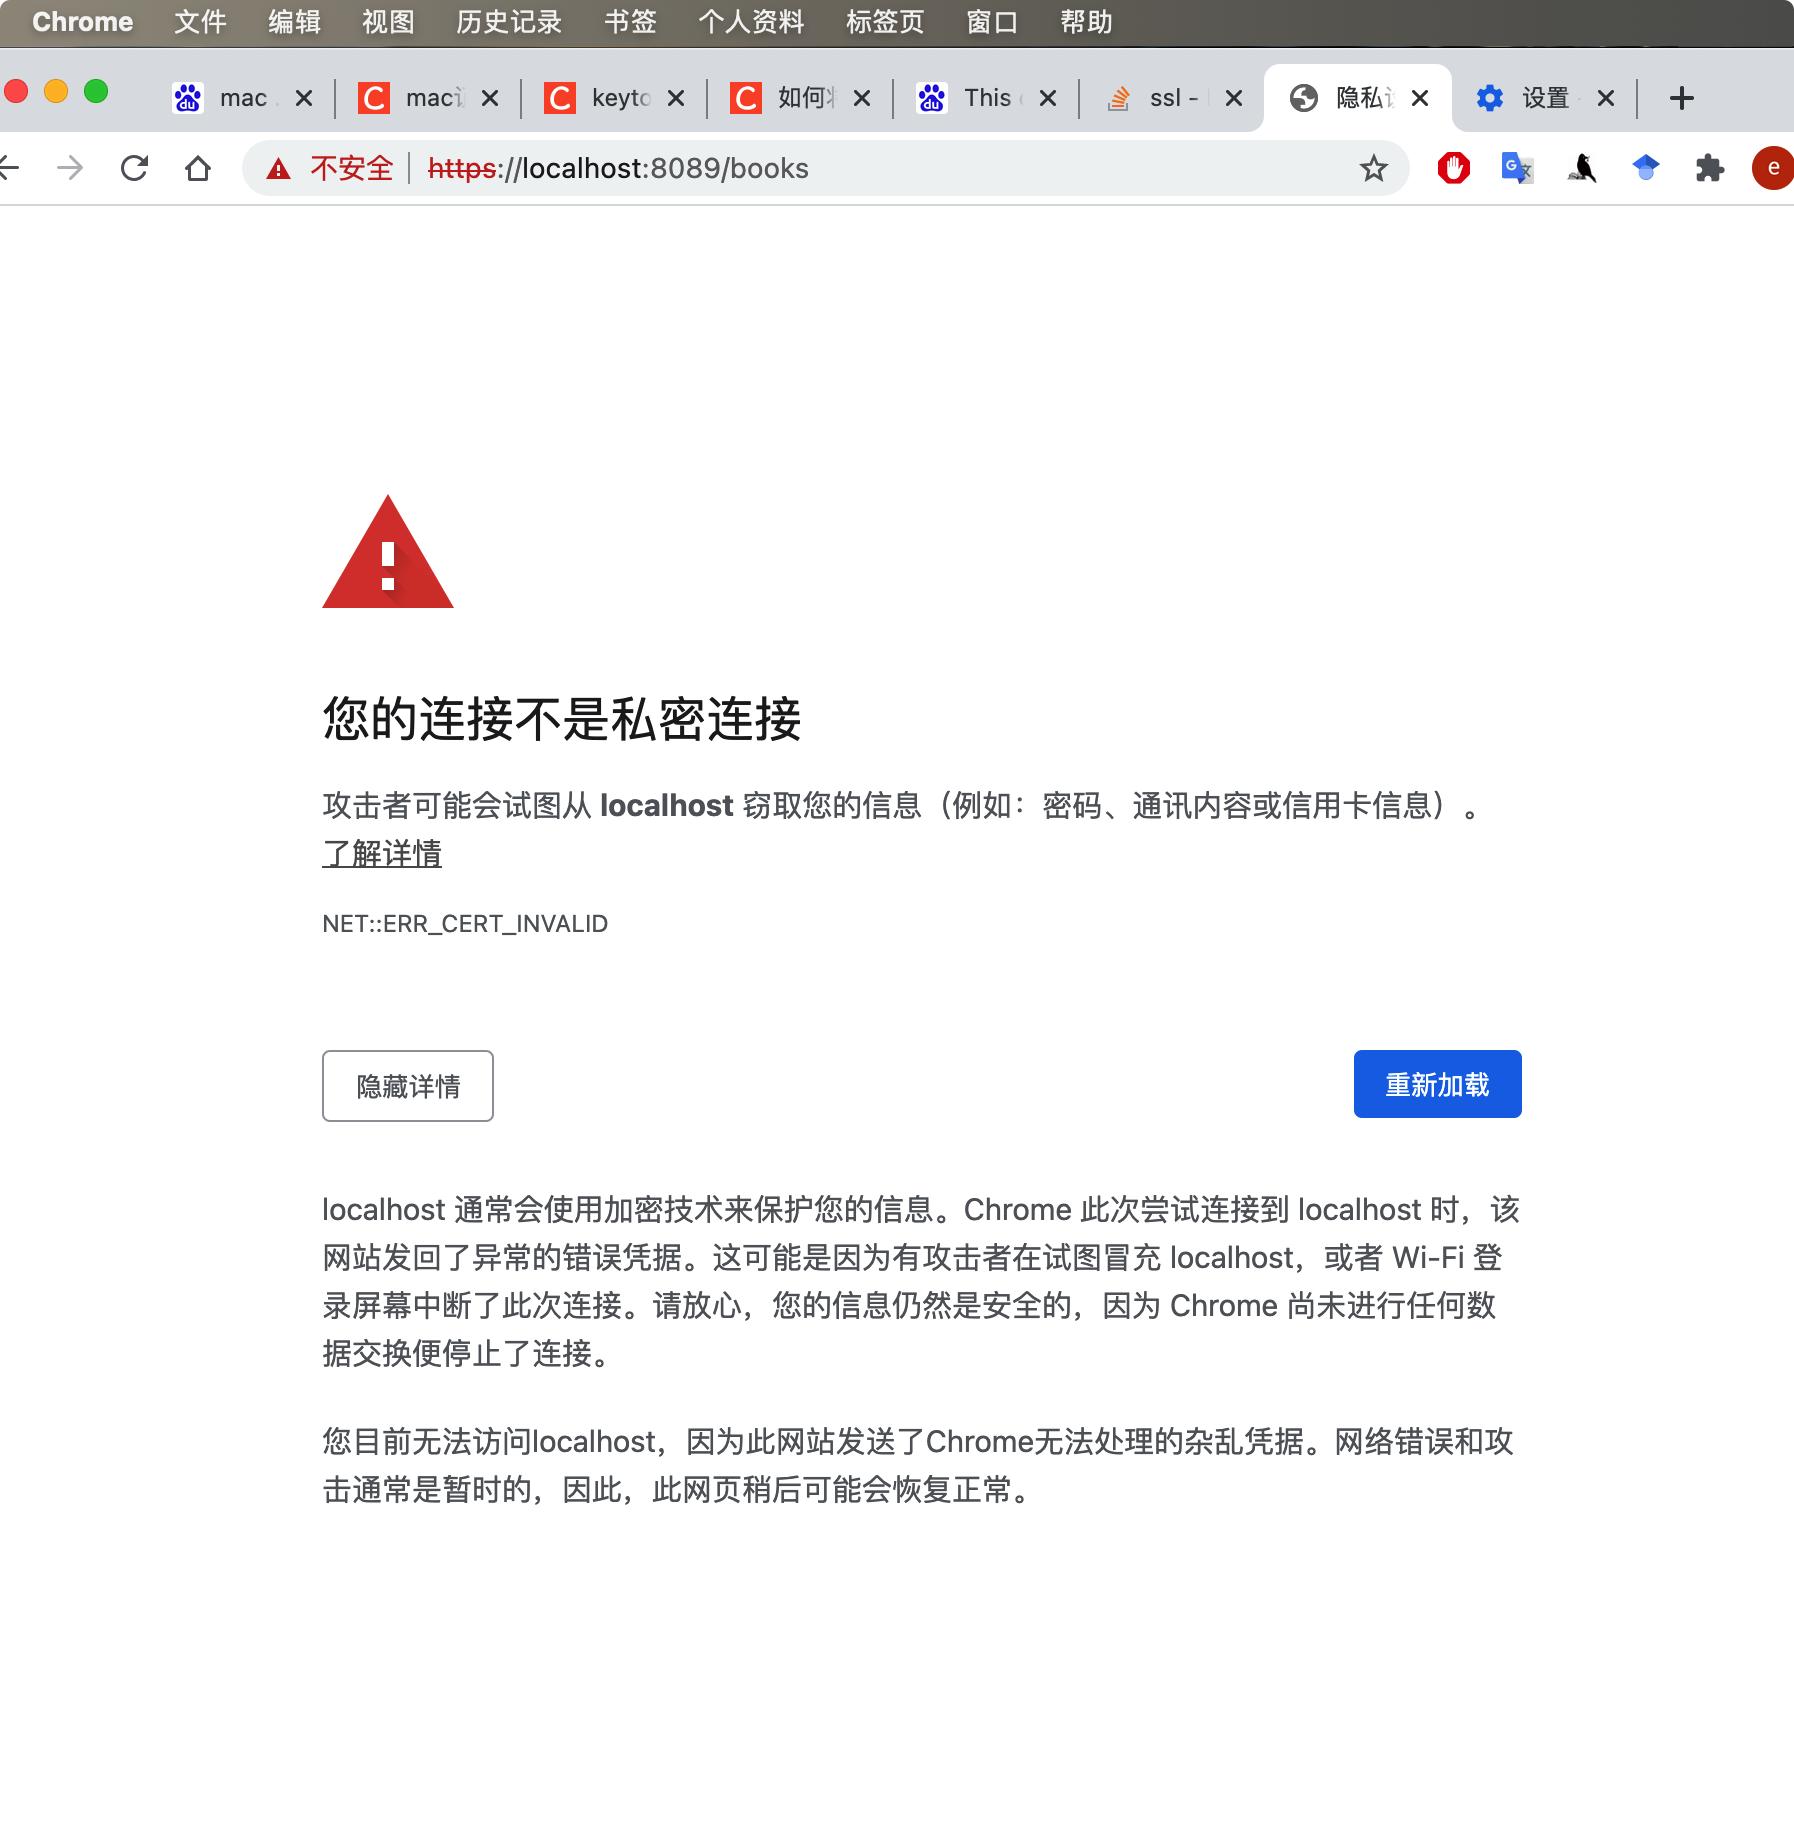 Chrome 文件 编辑 视图 历史记录 书签 个人资料 标签页 窗口 帮助
mac mac keyto 如何 This ssl - 隐私 设置
不安全 https://localhost:8089/books e
您的连接不是私密连接
攻击者可能会试图从 localhost 窃取您的信息（例如：密码、通讯内容或信用卡信息）。
了解详情
NET::ERR_CERT_INVALID
隐藏详情 重新加载
localhost 通常会使用加密技术来保护您的信息。Chrome 此次尝试连接到 localhost 时，该
网站发回了异常的错误凭据。这可能是因为有攻击者在试图冒充 localhost，或者 Wi-Fi 登
录屏幕中断了此次连接。请放心，您的信息仍然是安全的，因为 Chrome 尚未进行任何数
据交换便停止了连接。
您目前无法访问localhost，因为此网站发送了Chrome无法处理的杂乱凭据。网络错误和攻
击通常是暂时的，因此，此网页稍后可能会恢复正常。